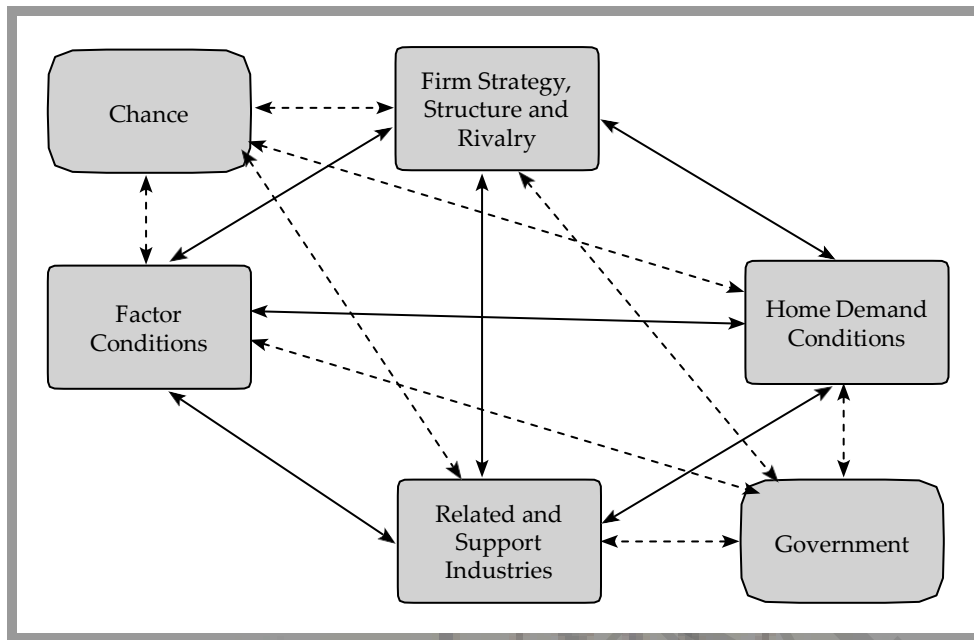 Chance
Firm Strategy,
Structure and
Rivalry
Factor
Conditions
Home Demand
Conditions
Related and
Support
Industries
Government